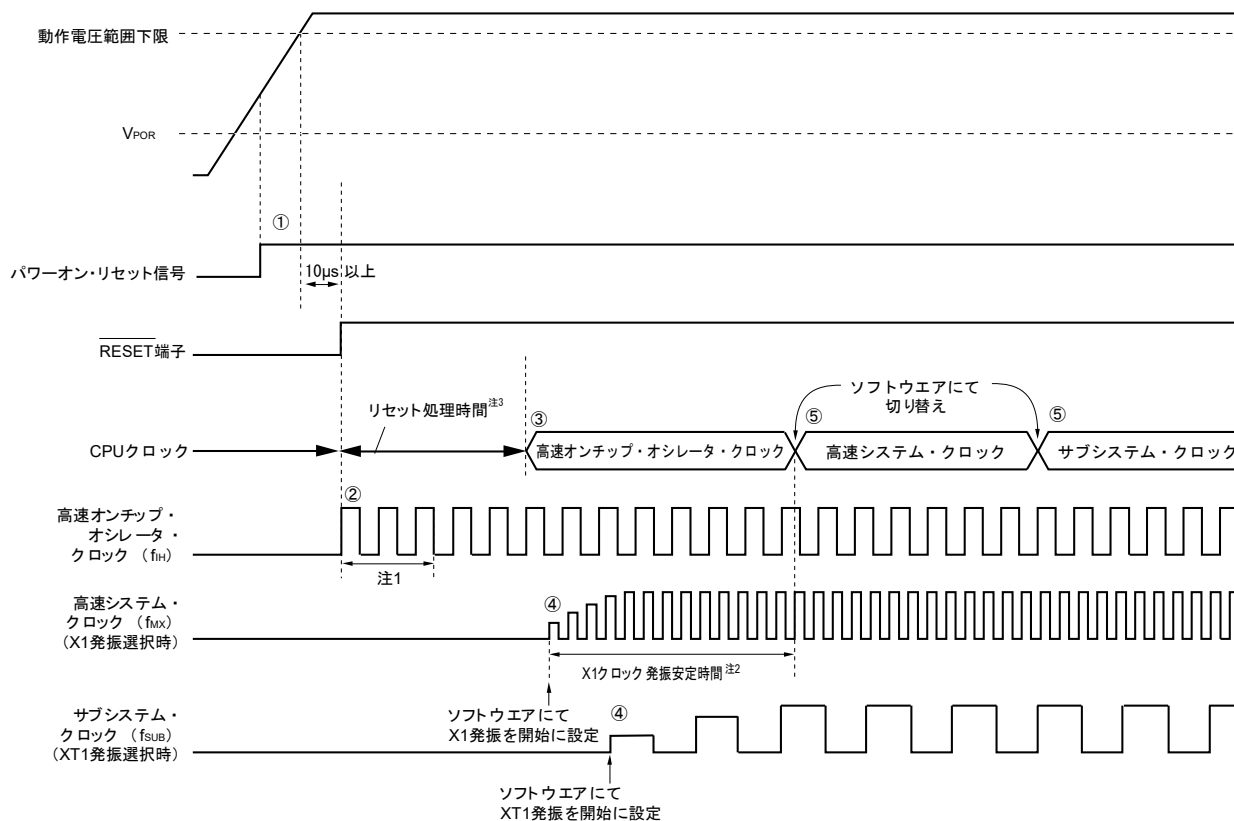 動作電圧範囲下限
VPOR
①
パワーオン・リセット信号
10μs 以上
RESET端子
リセット処理時間注3
ソフトウエアにて
切り替え
③
⑤
⑤
CPUクロック
高速オンチップ・オシレータ・クロック
高速システム・クロック
サブシステム・クロック
②
高速オンチップ・
オシレータ・
クロック（fIH）
注1
高速システム・
クロック（fMX）
(X1発振選択時)
④
X1クロック発振安定時間注2
ソフトウエアにて
X1発振を開始に設定
サブシステム・
クロック（fSUB）
(XT1発振選択時)
④
ソフトウエアにて
XT1発振を開始に設定